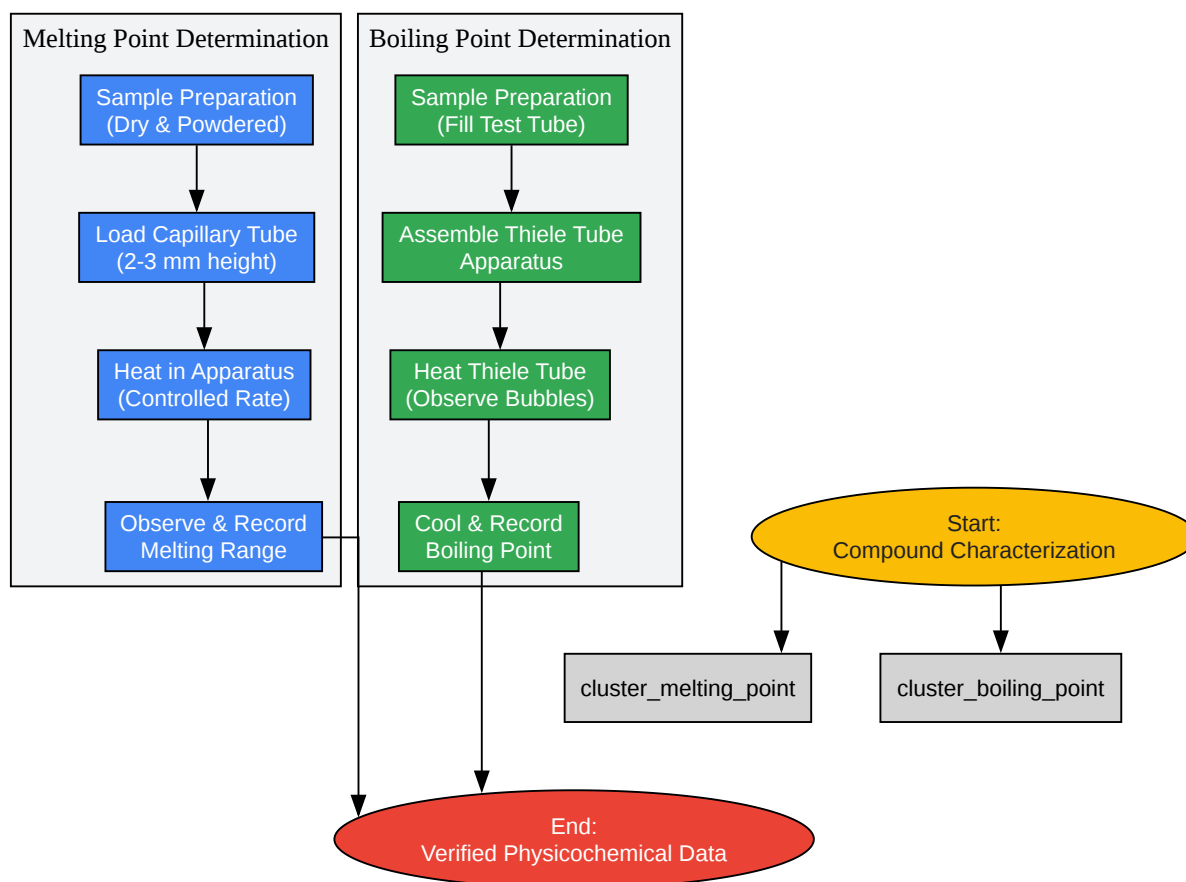 Melting Point Determination
Sample Preparation
(Dry & Powdered)
Load Capillary Tube
(2-3 mm height)
Heat in Apparatus
(Controlled Rate)
Observe & Record
Melting Range
Boiling Point Determination
Sample Preparation
(Fill Test Tube)
Assemble Thiele Tube
Apparatus
Heat Thiele Tube
(Observe Bubbles)
Cool & Record
Boiling Point
Start:
Compound Characterization
cluster_melting_point
cluster_boiling_point
End:
Verified Physicochemical Data